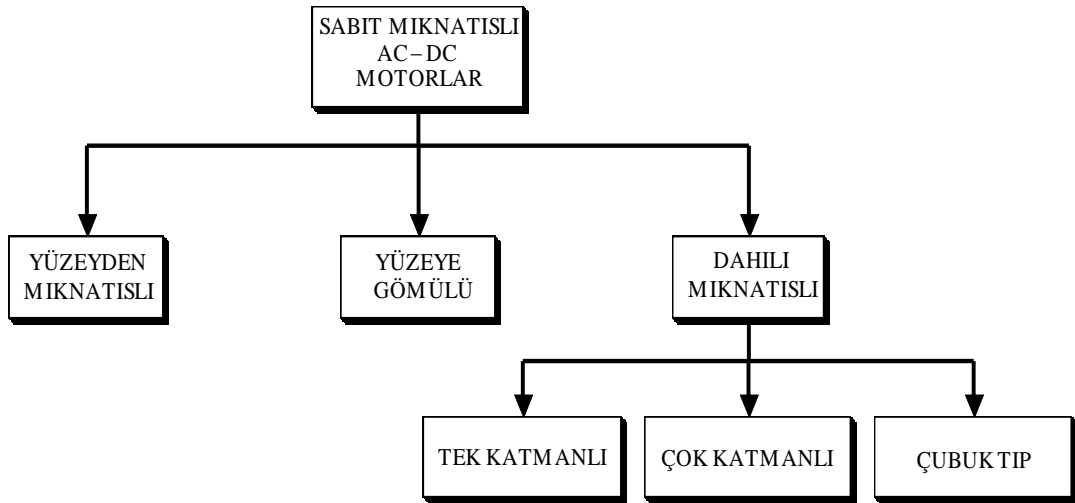 SABIT MIKNATISLI
AC–DC
MOTORLAR
YÜZEYDEN
MIKNATISLI
YÜZEYE
GÖMÜLÜ
DAHILI
MIKNATISLI
TEK KATMANLI
ÇOK KATMANLI
ÇUBUK TIP